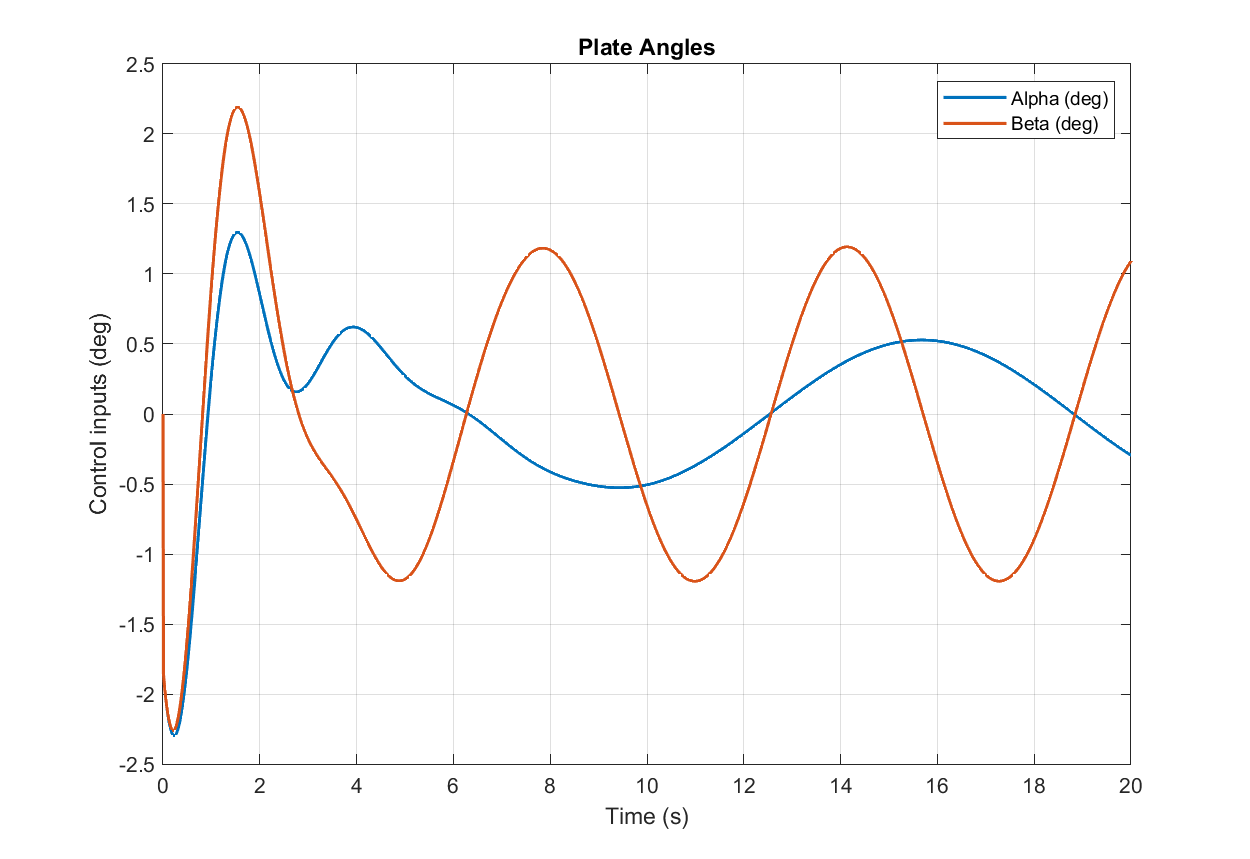 Plate Angles
2.5
2
1.5
1
0.5
0
-0.5
-1
-1.5
-2
-2.5
Control inputs (deg)
Alpha (deg)
Beta (deg)
0 2 4 6 8 10 12 14 16 18 20
Time (s)